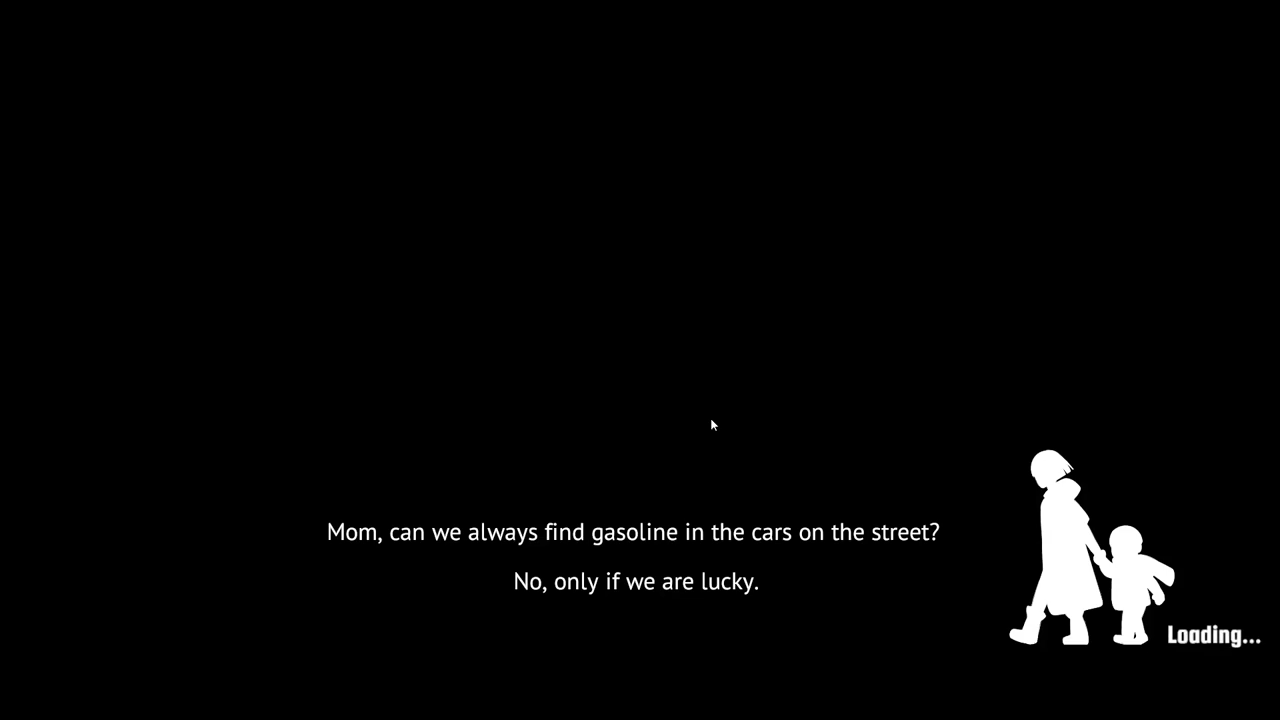 Mom, can we always find gasoline in the cars on the street?
No, only if we are lucky.
Loading...